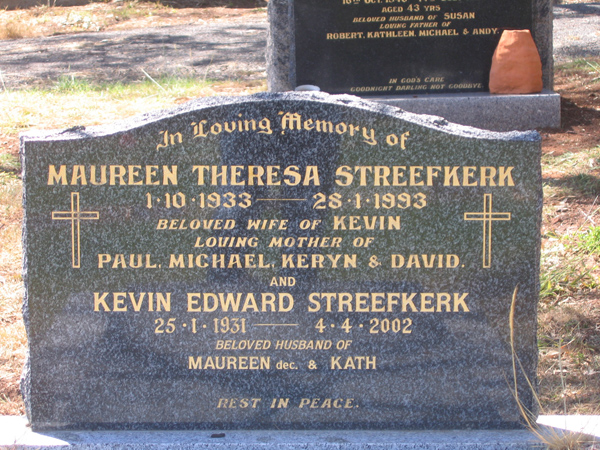 AGED 43 YRS
BELOVED HUSBAND OF SUSAN
LOVING FATHER OF
ROBERT, KATHLEEN, MICHAEL & ANDY.
IN GOD'S CARE
GOODNIGHT DARLING NOT GOODBYE
In Loving Memory of
MAUREEN THERESA STREEFKERK
1·10·1933 — 28·1·1993
BELOVED WIFE OF KEVIN
LOVING MOTHER OF
PAUL, MICHAEL, KERYN & DAVID.
AND
KEVIN EDWARD STREEFKERK
25·1·1931 — 4·4·2002
BELOVED HUSBAND OF
MAUREEN dec. & KATH
REST IN PEACE.